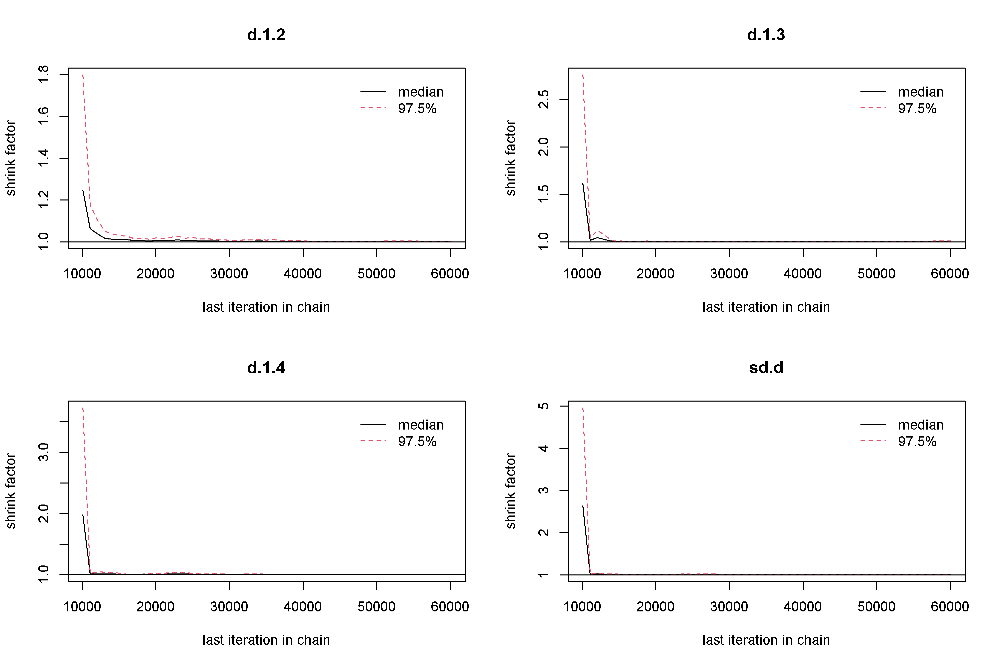 d.1.2
shrink factor
1.8
1.6
1.4
1.2
1.0
median
97.5%
10000 20000 30000 40000 50000 60000
last iteration in chain
d.1.3
shrink factor
2.5
2.0
1.5
1.0
median
97.5%
10000 20000 30000 40000 50000 60000
last iteration in chain
d.1.4
shrink factor
3.0
2.0
1.0
median
97.5%
10000 20000 30000 40000 50000 60000
last iteration in chain
sd.d
shrink factor
5
4
3
2
1
median
97.5%
10000 20000 30000 40000 50000 60000
last iteration in chain